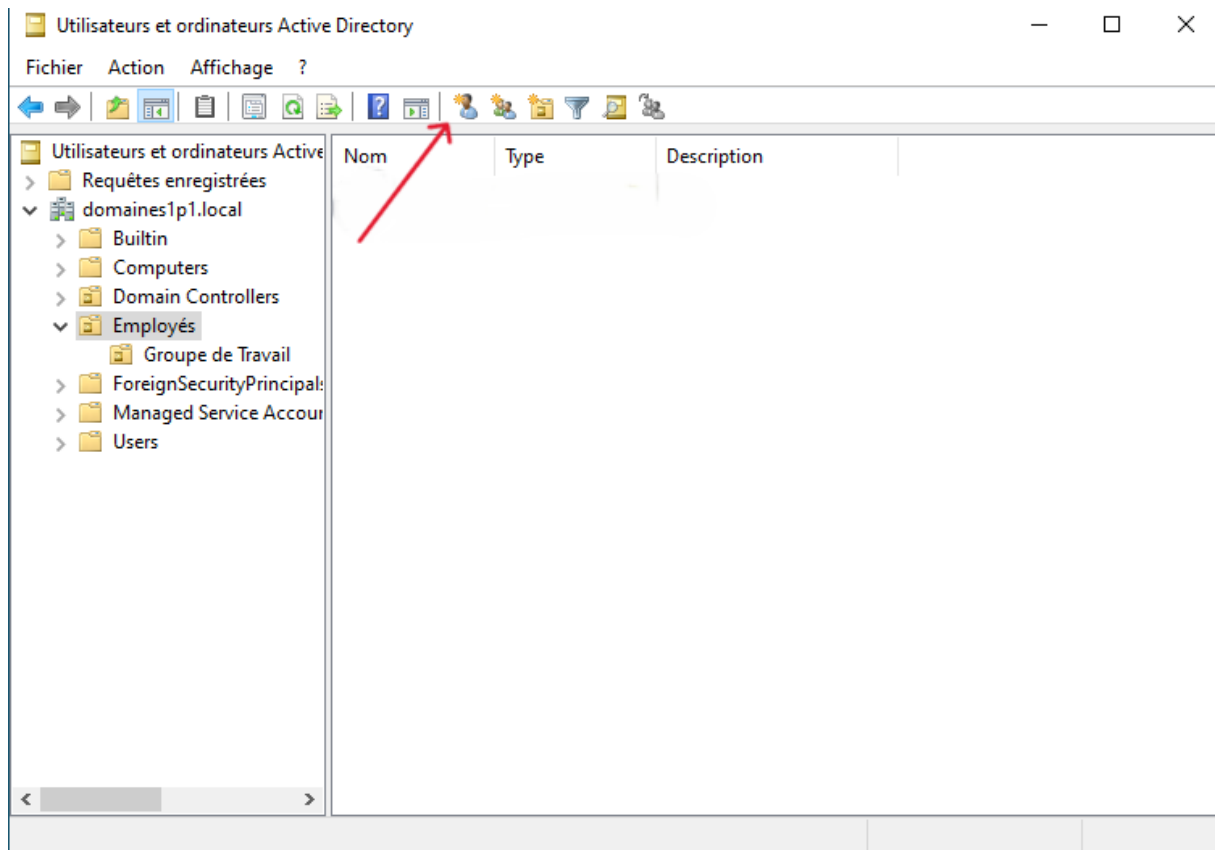 Utilisateurs et ordinateurs Active Directory
Fichier Action Affichage ?
Utilisateurs et ordinateurs Active
Nom Type Description
Requêtes enregistrées
domaines1p1.local
Builtin
Computers
Domain Controllers
Employés
Groupe de Travail
ForeignSecurityPrincipals
Managed Service Accour
Users